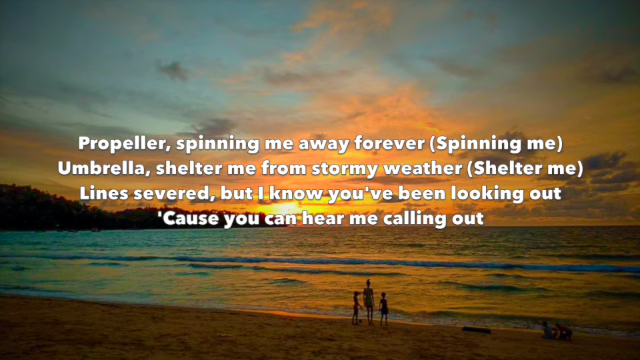 Propeller, spinning me away forever (Spinning me)
Umbrella, shelter me from stormy weather (Shelter me)
Lines severed, but I know you've been looking out
'Cause you can hear me calling out